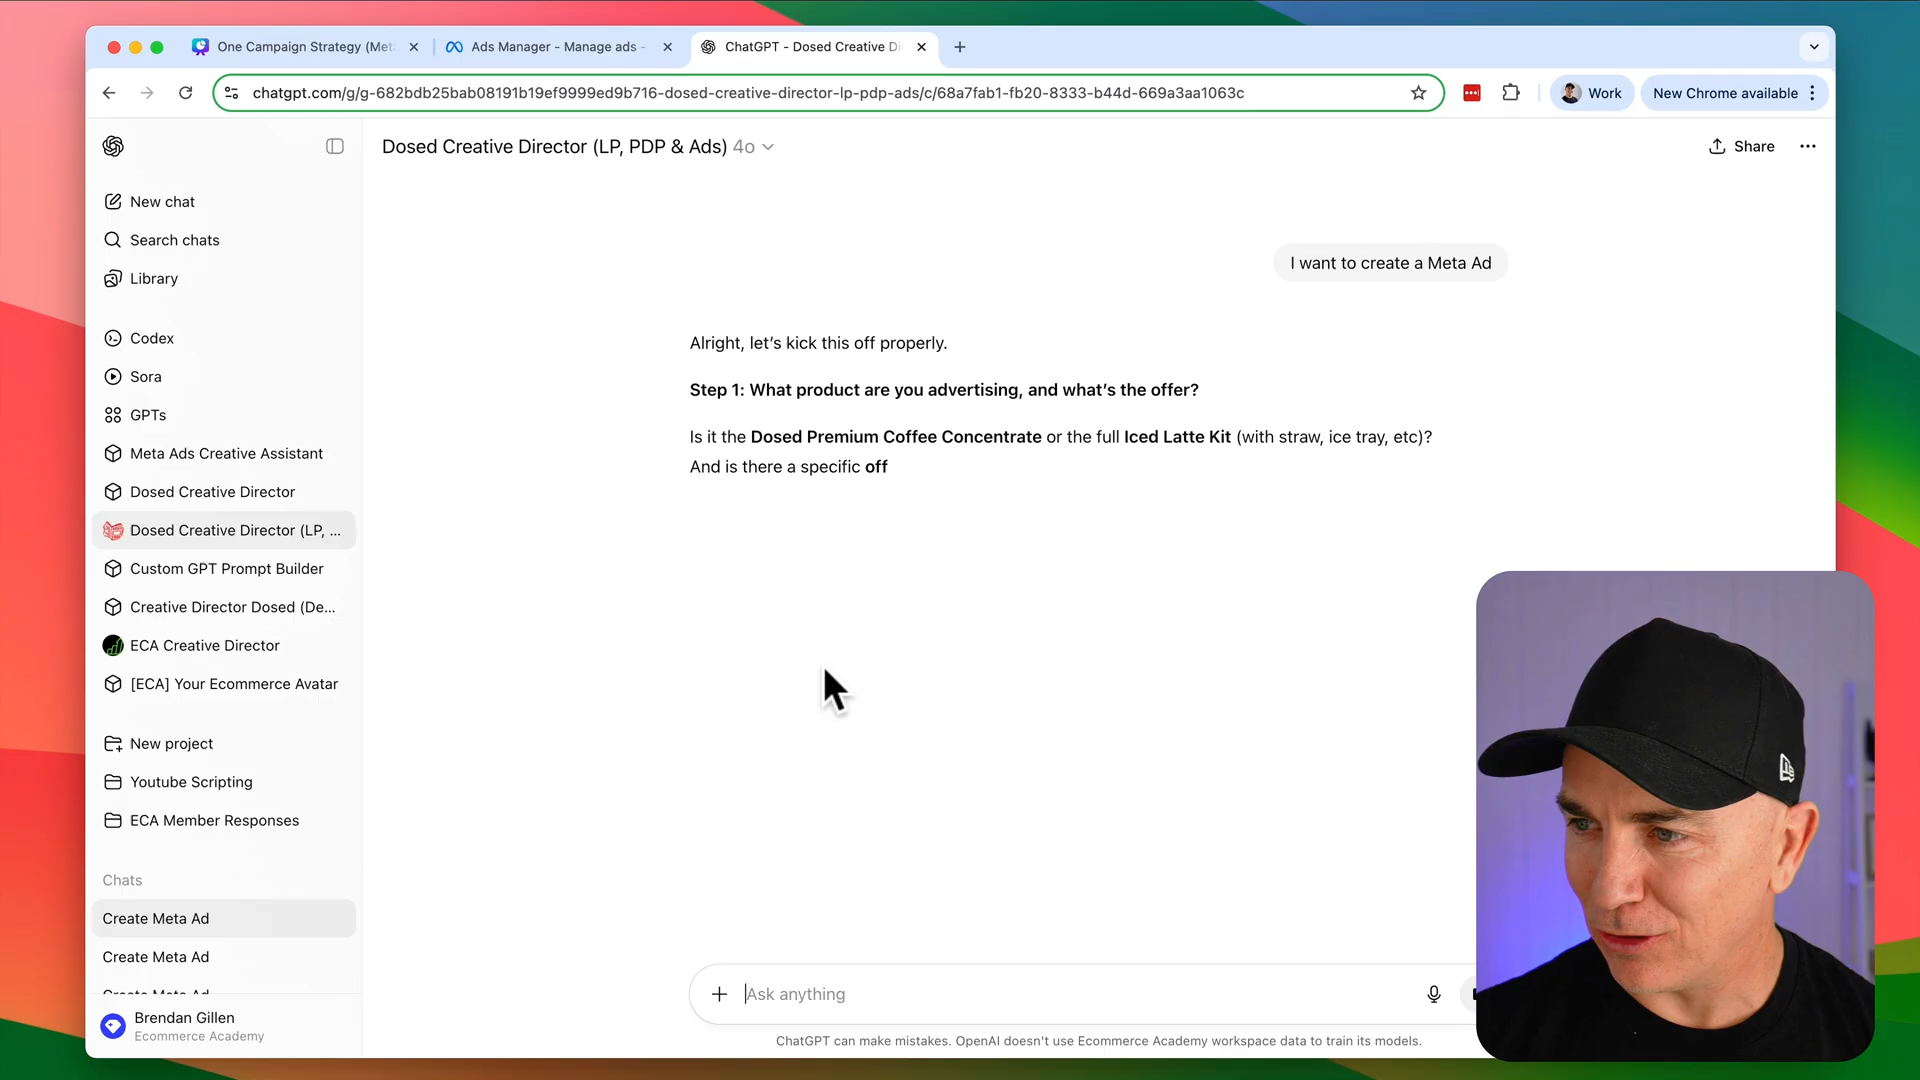 One Campaign Strategy (Met
Ads Manager - Manage ads -
ChatGPT - Dosed Creative Di
chatgpt.com/g/g-682bdb25bab08191b19ef9999ed9b716-dosed-creative-director-lp-pdp-ads/c/68a7fab1-fb20-8333-b44d-669a3aa1063c
Work
New Chrome available
Dosed Creative Director (LP, PDP & Ads) 4o
Share
New chat
Search chats
Library
Codex
Sora
GPTs
Meta Ads Creative Assistant
Dosed Creative Director
Dosed Creative Director (LP, ...
Custom GPT Prompt Builder
Creative Director Dosed (De...
ECA Creative Director
[ECA] Your Ecommerce Avatar
New project
Youtube Scripting
ECA Member Responses
Chats
Create Meta Ad
Create Meta Ad
Create Meta Ad
Brendan Gillen
Ecommerce Academy
I want to create a Meta Ad
Alright, let's kick this off properly.
Step 1: What product are you advertising, and what's the offer?
Is it the Dosed Premium Coffee Concentrate or the full Iced Latte Kit (with straw, ice tray, etc)?
And is there a specific off
Ask anything
ChatGPT can make mistakes. OpenAI doesn't use Ecommerce Academy workspace data to train its models.